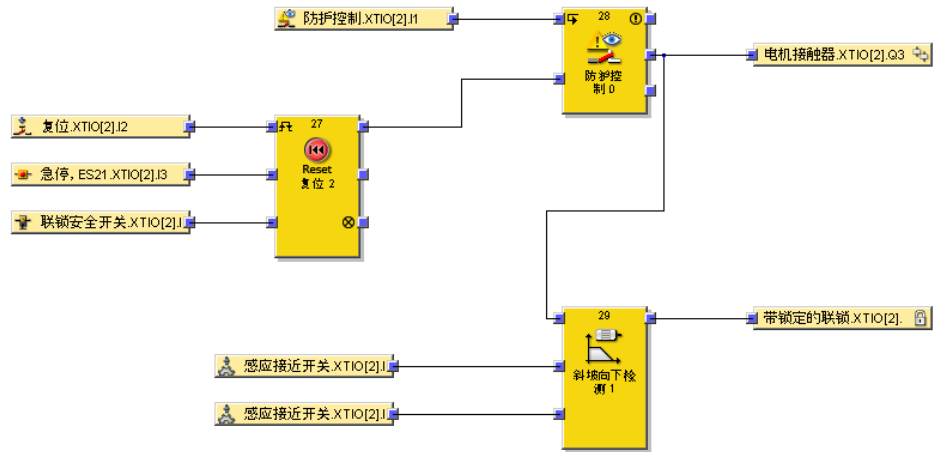 防护控制.XTIO[2].I1
28
防护控
制 0
电机接触器.XTIO[2].Q3
复位.XTIO[2].I2
27
Reset
复位 2
急停, ES21.XTIO[2].I3
联锁安全开关.XTIO[2].I
29
斜坡向下检
测 1
带锁定的联锁.XTIO[2].
感应接近开关.XTIO[2].I
感应接近开关.XTIO[2].I